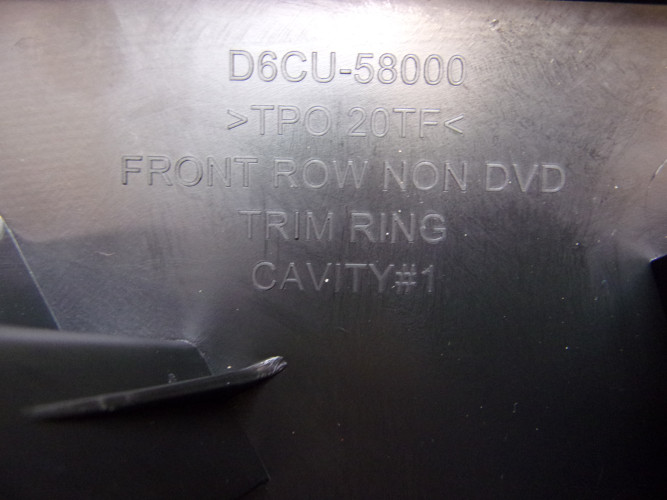 D6CU-58000
>TPO 20TF<
FRONT ROW NON DVD
TRIM RING
CAVITY#1